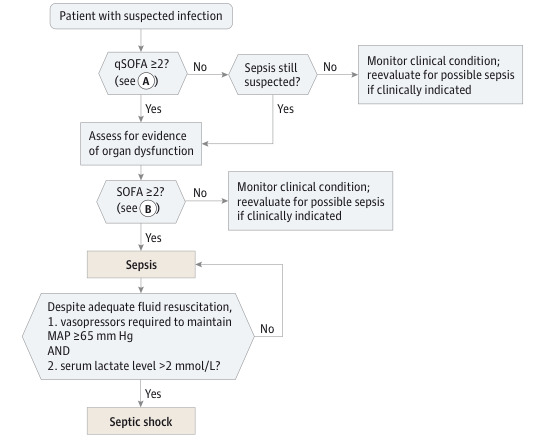 Patient with suspected infection
qSOFA ≥2?
(see A)
No
Sepsis still
suspected?
No
Monitor clinical condition;
reevaluate for possible sepsis
if clinically indicated
Yes
Yes
Assess for evidence
of organ dysfunction
SOFA ≥2?
(see B)
No
Monitor clinical condition;
reevaluate for possible sepsis
if clinically indicated
Yes
Sepsis
Despite adequate fluid resuscitation,
1. vasopressors required to maintain
MAP ≥65 mm Hg
AND
2. serum lactate level >2 mmol/L?
No
Yes
Septic shock